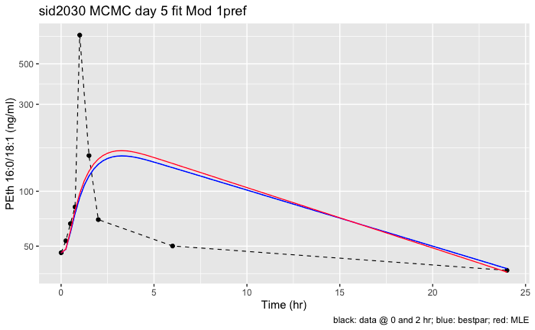 sid2030 MCMC day 5 fit Mod 1pref
PEth 16:0/18:1 (ng/ml)
500
300
100
50
0
5
10
15
20
25
Time (hr)
black: data @ 0 and 2 hr; blue: bestpar; red: MLE